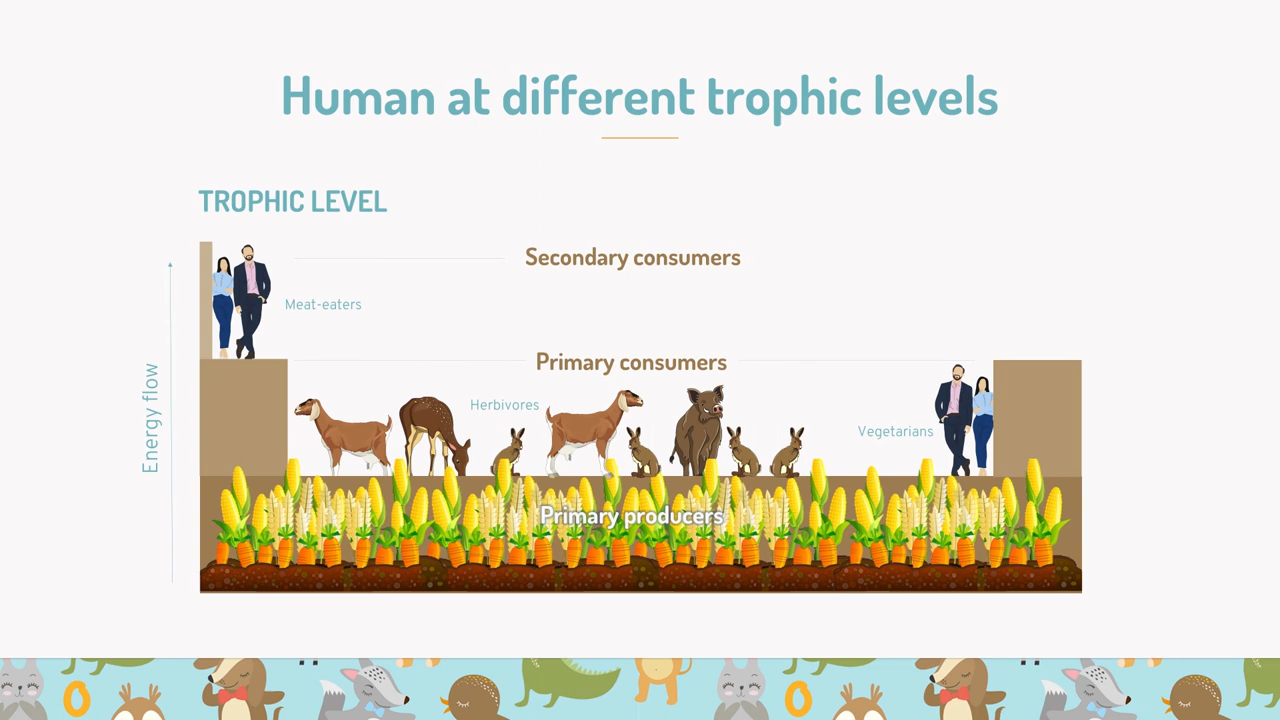 Human at different trophic levels
TROPHIC LEVEL
Secondary consumers
Meat-eaters
Primary consumers
Herbivores
Vegetarians
Energy flow
Primary producers